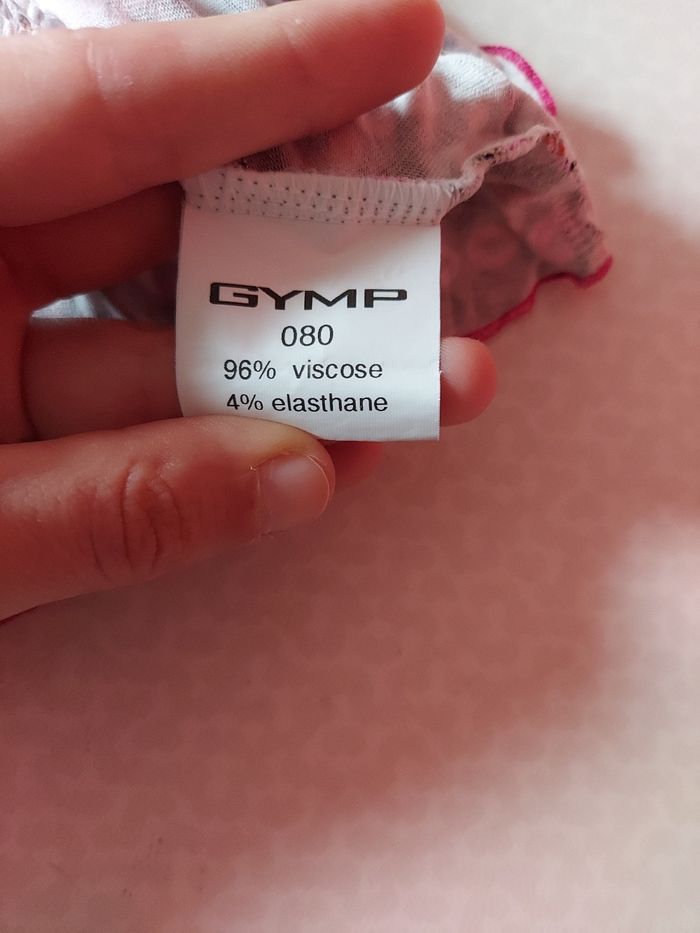 GYMP
080
96% viscose
4% elasthane